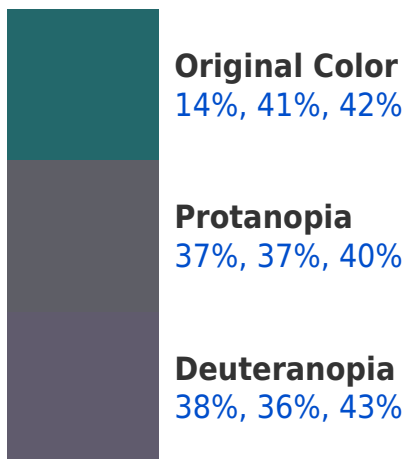 Original Color
14%, 41%, 42%
Protanopia
37%, 37%, 40%
Deuteranopia
38%, 36%, 43%